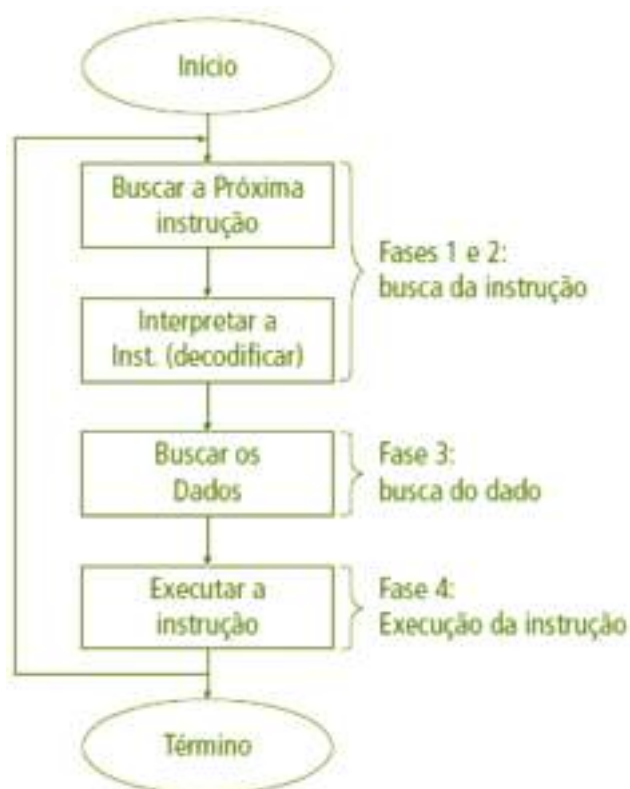 Início
Buscar a Próxima
instrução
Fases 1 e 2:
busca da instrução
Interpretar a
Inst. (decodificar)
Buscar os
Dados
Fase 3:
busca do dado
Executar a
instrução
Fase 4:
Execução da instrução
Término